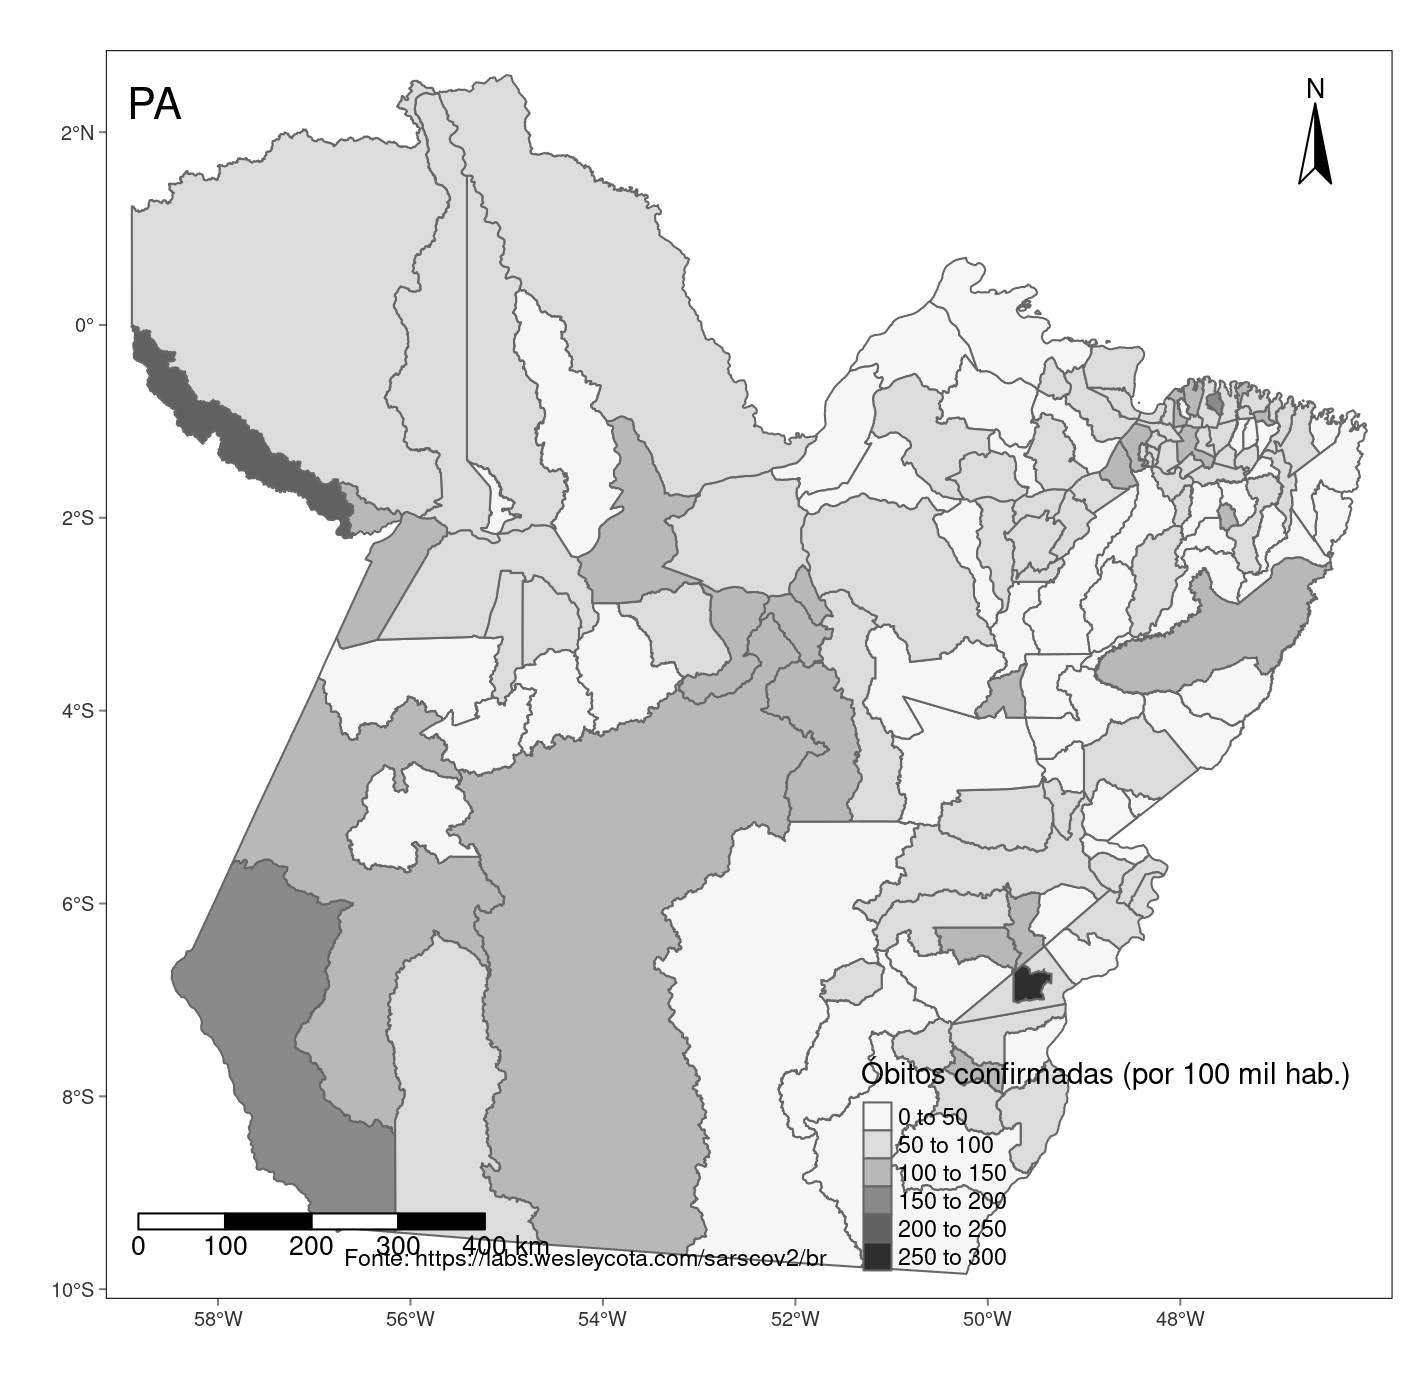 PA
N
2°N
0°
2°S
4°S
6°S
8°S
10°S
Óbitos confirmadas (por 100 mil hab.)
0 to 50
50 to 100
100 to 150
150 to 200
200 to 250
250 to 300
0 100 200 300 400 km
Fonte: https://labs.wesleycota.com/sarscov2/br
58°W 56°W 54°W 52°W 50°W 48°W